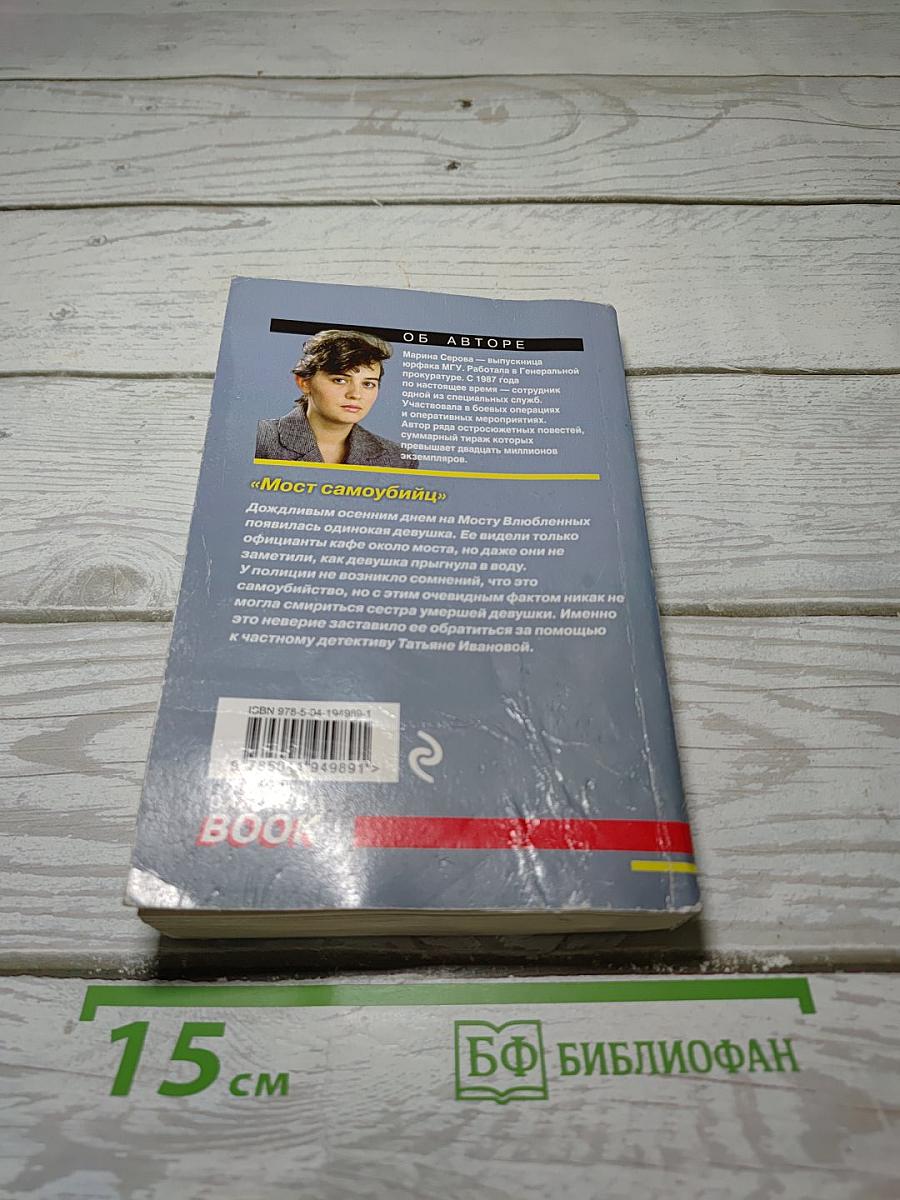 ОБ АВТОРЕ
Марина Серова — выпускница
юрфака МГУ. Работала в Генеральной
прокуратуре. С 1987 года
по настоящее время — сотрудник
одной из специальных служб.
Участвовала в боевых операциях
и оперативных мероприятиях.
Автор ряда остросюжетных повестей,
суммарный тираж которых
превышает двадцать миллионов
экземпляров.
«Мост самоубийц»
Дождливым осенним днем на Мосту Влюбленных
появилась одинокая девушка. Ее видели только
официанты кафе около моста, но даже они не
заметили, как девушка прыгнула в воду.
У полиции не возникло сомнений, что это
самоубийство, но с этим очевидным фактом никак не
могла смириться сестра умершей девушки. Именно
это неверие заставило ее обратиться за помощью
к частному детективу Татьяне Ивановой.
ISBN 978-5-04-194989-1
BOOK
15 см
БФ БИБЛИОФАН